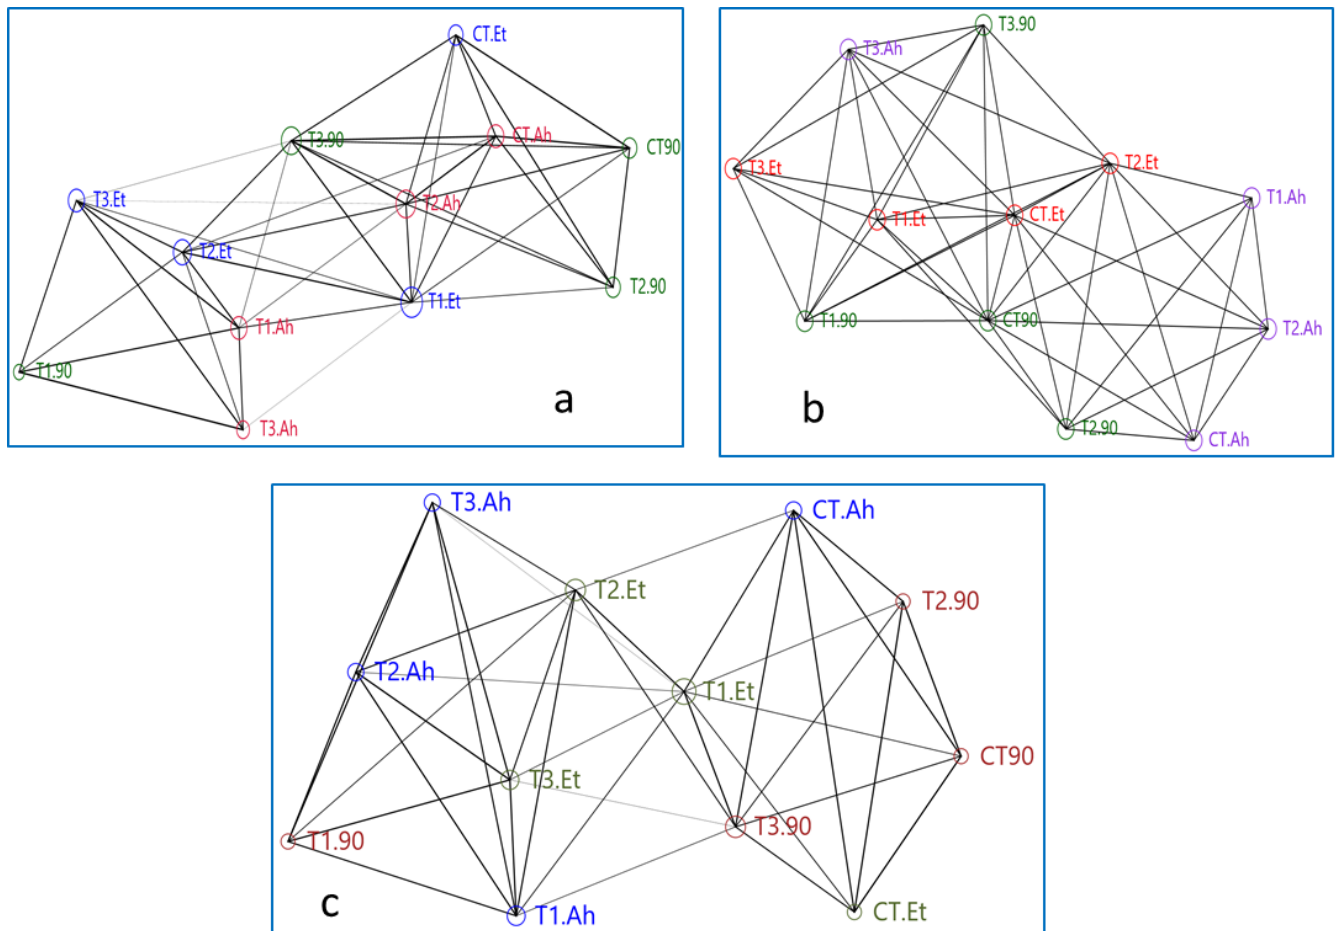 CT.Et
T3.90
CT.Ah
CT90
T3.Et
T2.Ah
T2.Et
T2.90
T1.Et
T1.Ah
T1.90
T3.Ah
a
T3.90
T3.Ah
T3.Et
T2.Et
T1.Ah
T1.Et
CT.Et
T1.90
CT90
T2.Ah
b
T2.90
CT.Ah
T3.Ah
CT.Ah
T2.Et
T2.90
T2.Ah
T1.Et
CT90
T3.Et
T1.90
T3.90
c
T1.Ah
CT.Et